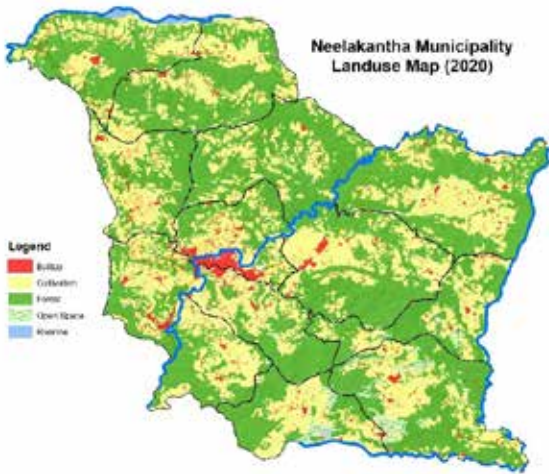 Neelakantha Municipality
Landuse Map (2020)
Legend
Builtup
Cultivation
Forest
Open Space
Riverine